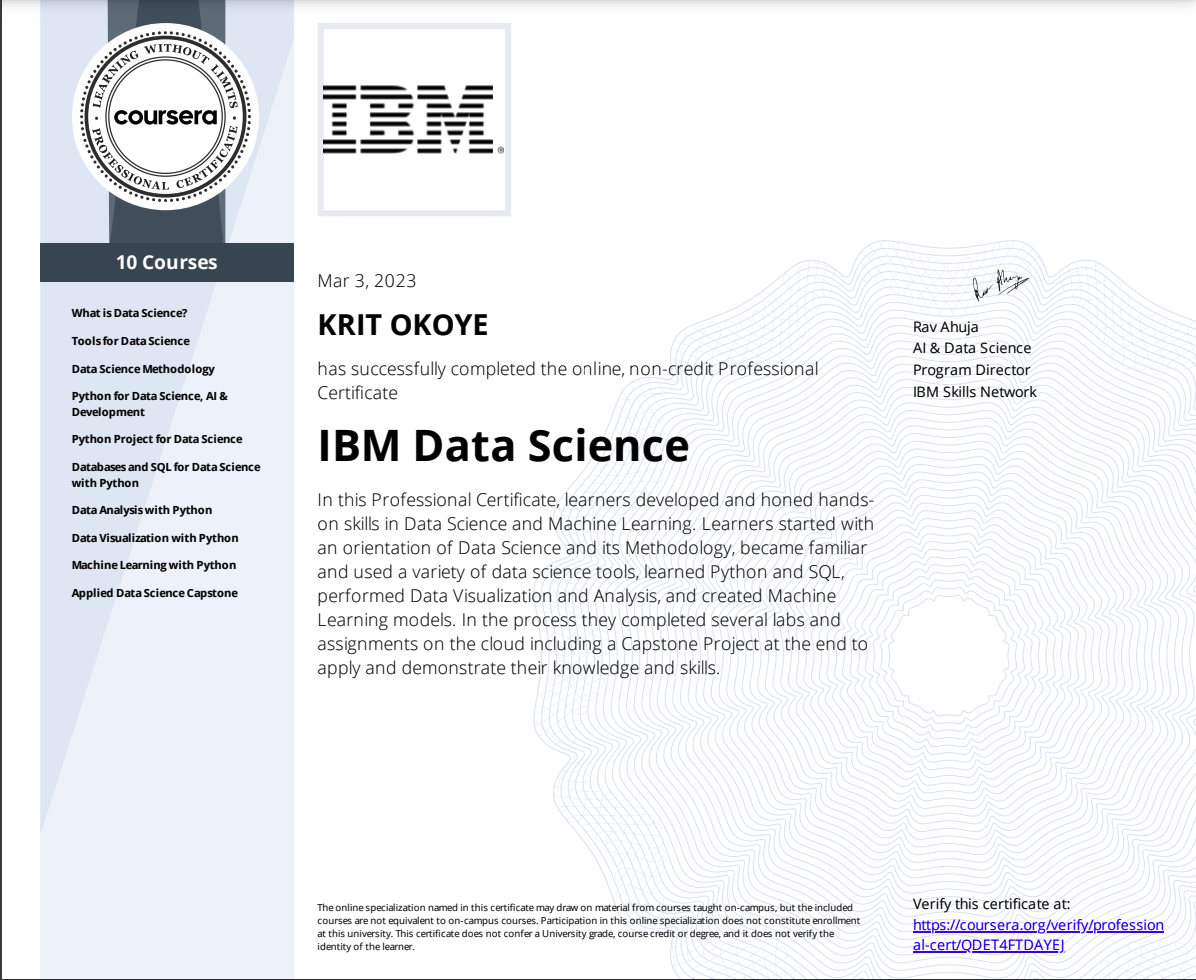 LEARNING WITHOUT LIMITS
coursera
PROFESSIONAL CERTIFICATE
IBM
®
10 Courses
What is Data Science?
Tools for Data Science
Data Science Methodology
Python for Data Science, AI &
Development
Python Project for Data Science
Databases and SQL for Data Science
with Python
Data Analysis with Python
Data Visualization with Python
Machine Learning with Python
Applied Data Science Capstone
Mar 3, 2023
KRIT OKOYE
has successfully completed the online, non-credit Professional
Certificate
IBM Data Science
In this Professional Certificate, learners developed and honed hands-
on skills in Data Science and Machine Learning. Learners started with
an orientation of Data Science and its Methodology, became familiar
and used a variety of data science tools, learned Python and SQL,
performed Data Visualization and Analysis, and created Machine
Learning models. In the process they completed several labs and
assignments on the cloud including a Capstone Project at the end to
apply and demonstrate their knowledge and skills.
Rav Ahuja
Rav Ahuja
AI & Data Science
Program Director
IBM Skills Network
The online specialization named in this certificate may draw on material from courses taught on-campus, but the included
courses are not equivalent to on-campus courses. Participation in this online specialization does not constitute enrollment
at this university. This certificate does not confer a University grade, course credit or degree, and it does not verify the
identity of the learner.
Verify this certificate at:
https://coursera.org/verify/profession
al-cert/QDET4FTDAYEJ